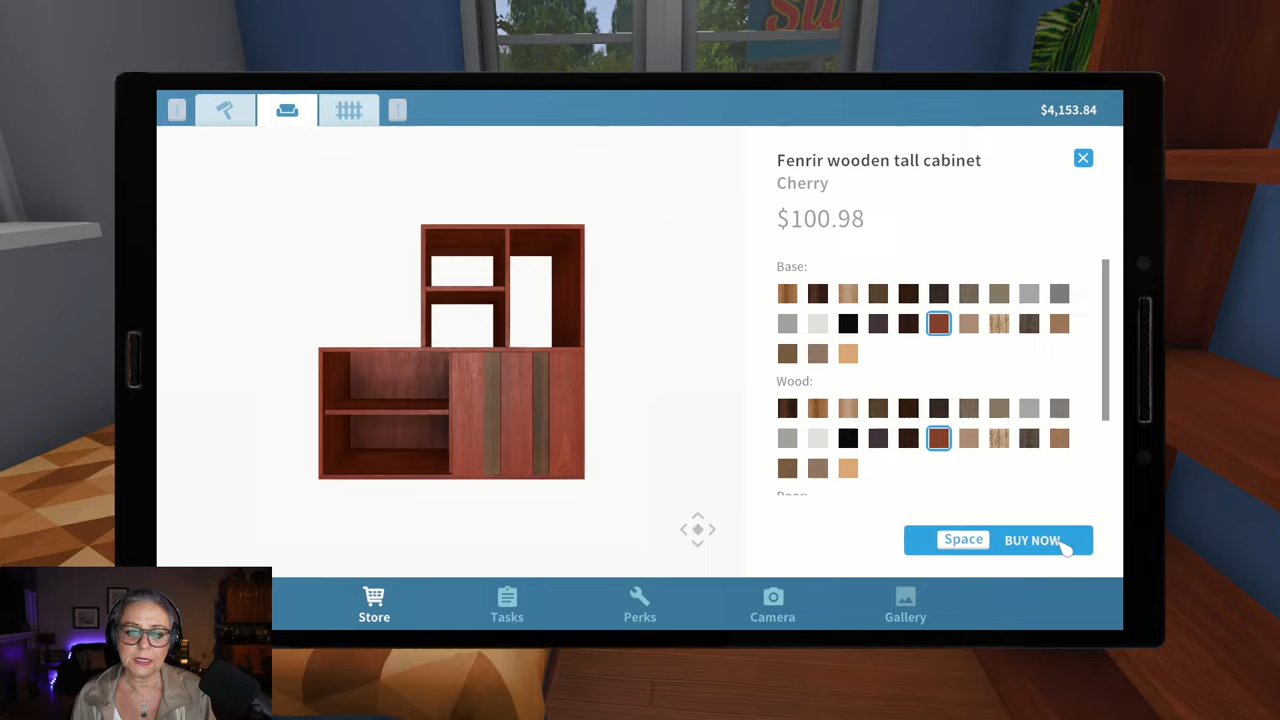 $4,153.84
Fenrir wooden tall cabinet
Cherry
$100.98
Base:
Wood:
Space BUY NOW
Store
Tasks
Perks
Camera
Gallery